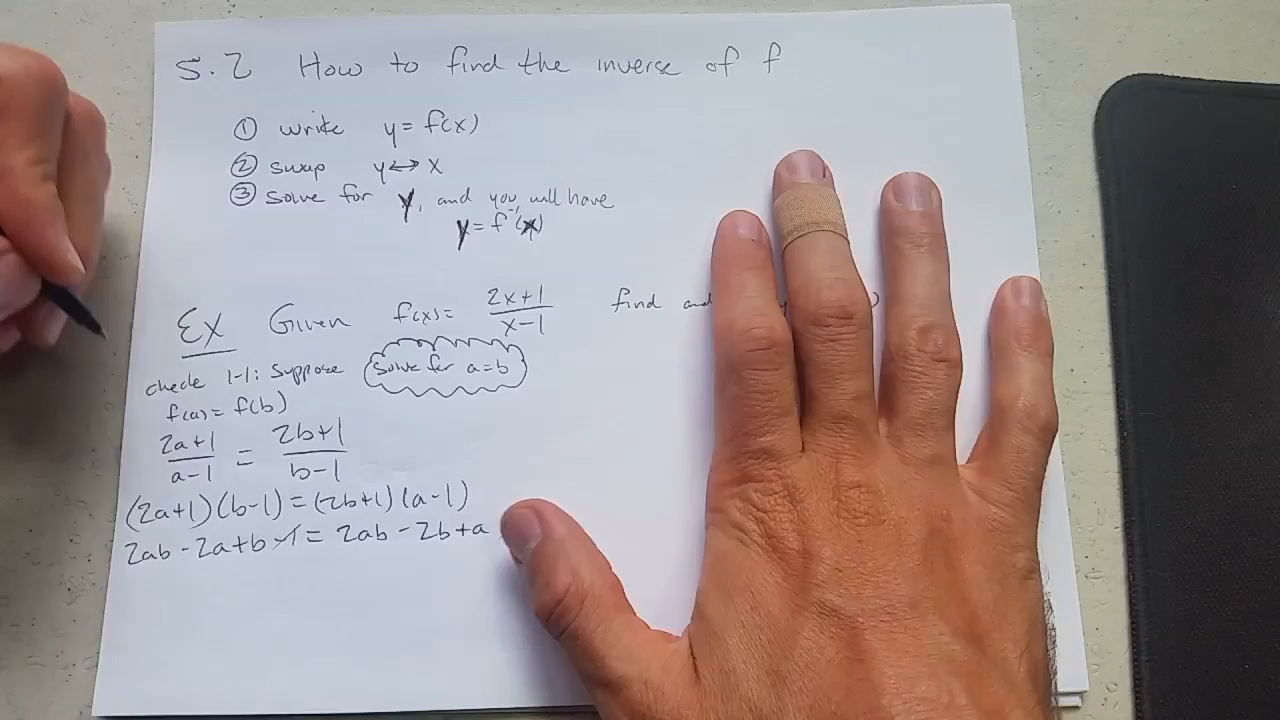 5.2 How to find the inverse of f
① write y = f(x)
② swap y ↔ x
③ solve for y, and you will have
y = f⁻¹(x)
Ex Given f(x) = (2x+1)/(x-1) find
check 1-1: suppose
solve for a=b
f(a) = f(b)
(2a+1)/(a-1) = (2b+1)/(b-1)
(2a+1)(b-1) = (2b+1)(a-1)
2ab - 2a + b - 1 = 2ab - 2b + a